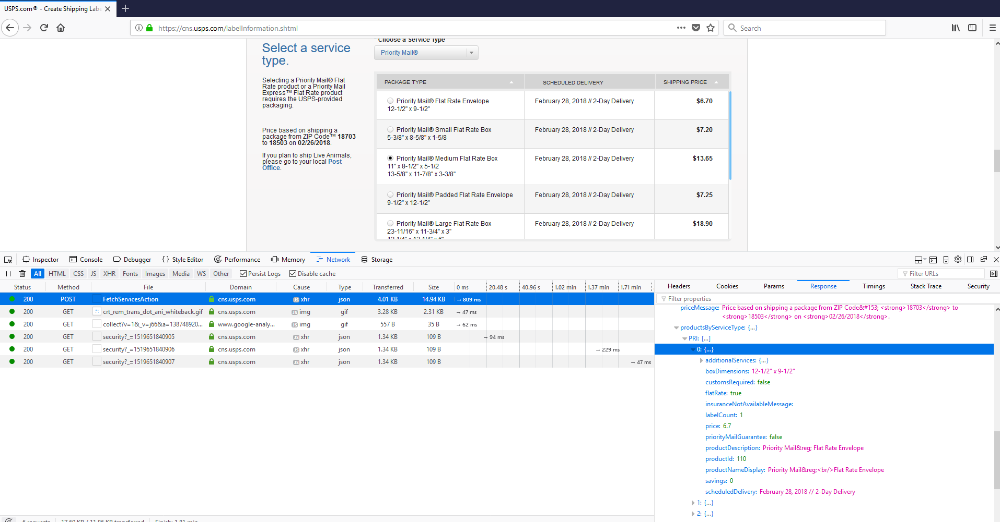 USPS.com® - Create Shipping Labe
https://cns.usps.com/labelInformation.shtml
Search
Select a service
type.
Selecting a Priority Mail® Flat
Rate product or a Priority Mail
Express™ Flat Rate product
requires the USPS-provided
packaging.
Price based on shipping a
package from ZIP Code™ 18703
to 18503 on 02/26/2018.
If you plan to ship Live Animals,
please go to your local Post
Office.
* Choose a Service Type
Priority Mail®
PACKAGE TYPE SCHEDULED DELIVERY SHIPPING PRICE
Priority Mail® Flat Rate Envelope February 28, 2018 // 2-Day Delivery $6.70
12-1/2" x 9-1/2"
Priority Mail® Small Flat Rate Box February 28, 2018 // 2-Day Delivery $7.20
5-3/8" x 8-5/8" x 1-5/8
Priority Mail® Medium Flat Rate Box February 28, 2018 // 2-Day Delivery $13.65
11" x 8-1/2" x 5-1/2
13-5/8" x 11-7/8" x 3-3/8"
Priority Mail® Padded Flat Rate Envelope February 28, 2018 // 2-Day Delivery $7.25
9-1/2" x 12-1/2"
Priority Mail® Large Flat Rate Box February 28, 2018 // 2-Day Delivery $18.90
23-11/16" x 11-3/4" x 3"
12-1/4" x 12-1/4" x 6"
Inspector Console Debugger {} Style Editor Performance Memory Network Storage
All HTML CSS JS XHR Fonts Images Media WS Other Persist Logs Disable cache Filter URLs
Status Method File Domain Cause Type Transferred Size 0 ms 20.48 s 40.96 s 1.02 min 1.37 min 1.71 min
200 POST FetchServicesAction cns.usps.com JS xhr json 4.01 KB 14.94 KB → 809 ms
200 GET crt_rem_trans_dot_ani_whiteback.gif cns.usps.com JS img gif 3.28 KB 2.31 KB → 47 ms
200 GET collect?v=1&_v=j66&a=138748920... www.google-analy... JS img gif 557 B 35 B → 62 ms
200 GET security?_=1519651840905 cns.usps.com JS xhr json 1.34 KB 109 B → 94 ms
200 GET security?_=1519651840906 cns.usps.com JS xhr json 1.34 KB 109 B → 229 ms
200 GET security?_=1519651840907 cns.usps.com JS xhr json 1.34 KB 109 B → 47 ms
6 requests 17.60 KB / 11.86 KB transferred Finish: 1.81 min
Headers Cookies Params Response Timings Stack Trace Security
Filter properties
priceMessage: Price based on shipping a package from ZIP Code&#153; <strong>18703</strong> to
<strong>18503</strong> on <strong>02/26/2018</strong>.
productsByServiceType: {...}
PRI: [...]
0: {...}
additionalServices: {...}
boxDimensions: 12-1/2" x 9-1/2"
customsRequired: false
flatRate: true
insuranceNotAvailableMessage:
labelCount: 1
price: 6.7
priorityMailGuarantee: false
productDescription: Priority Mail&reg; Flat Rate Envelope
productId: 110
productNameDisplay: Priority Mail&reg;<br/>Flat Rate Envelope
savings: 0
scheduledDelivery: February 28, 2018 // 2-Day Delivery
1: {...}
2: {...}